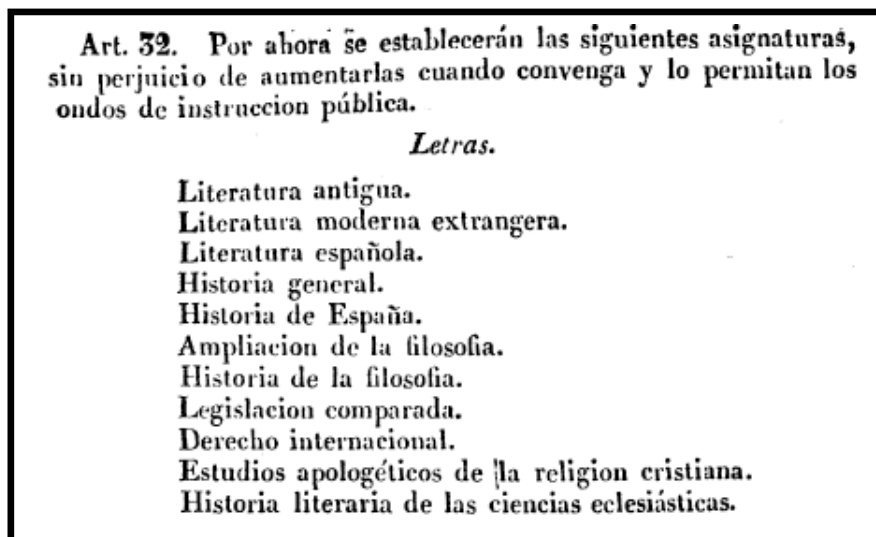 Art. 32. Por ahora se establecerán las siguientes asignaturas,
sin perjuicio de aumentarlas cuando convenga y lo permitan los
ondos de instruccion pública.
Letras.
Literatura antigua.
Literatura moderna extrangera.
Literatura española.
Historia general.
Historia de España.
Ampliacion de la filosofia.
Historia de la filosofia.
Legislacion comparada.
Derecho internacional.
Estudios apologéticos de la religion cristiana.
Historia literaria de las ciencias eclesiásticas.